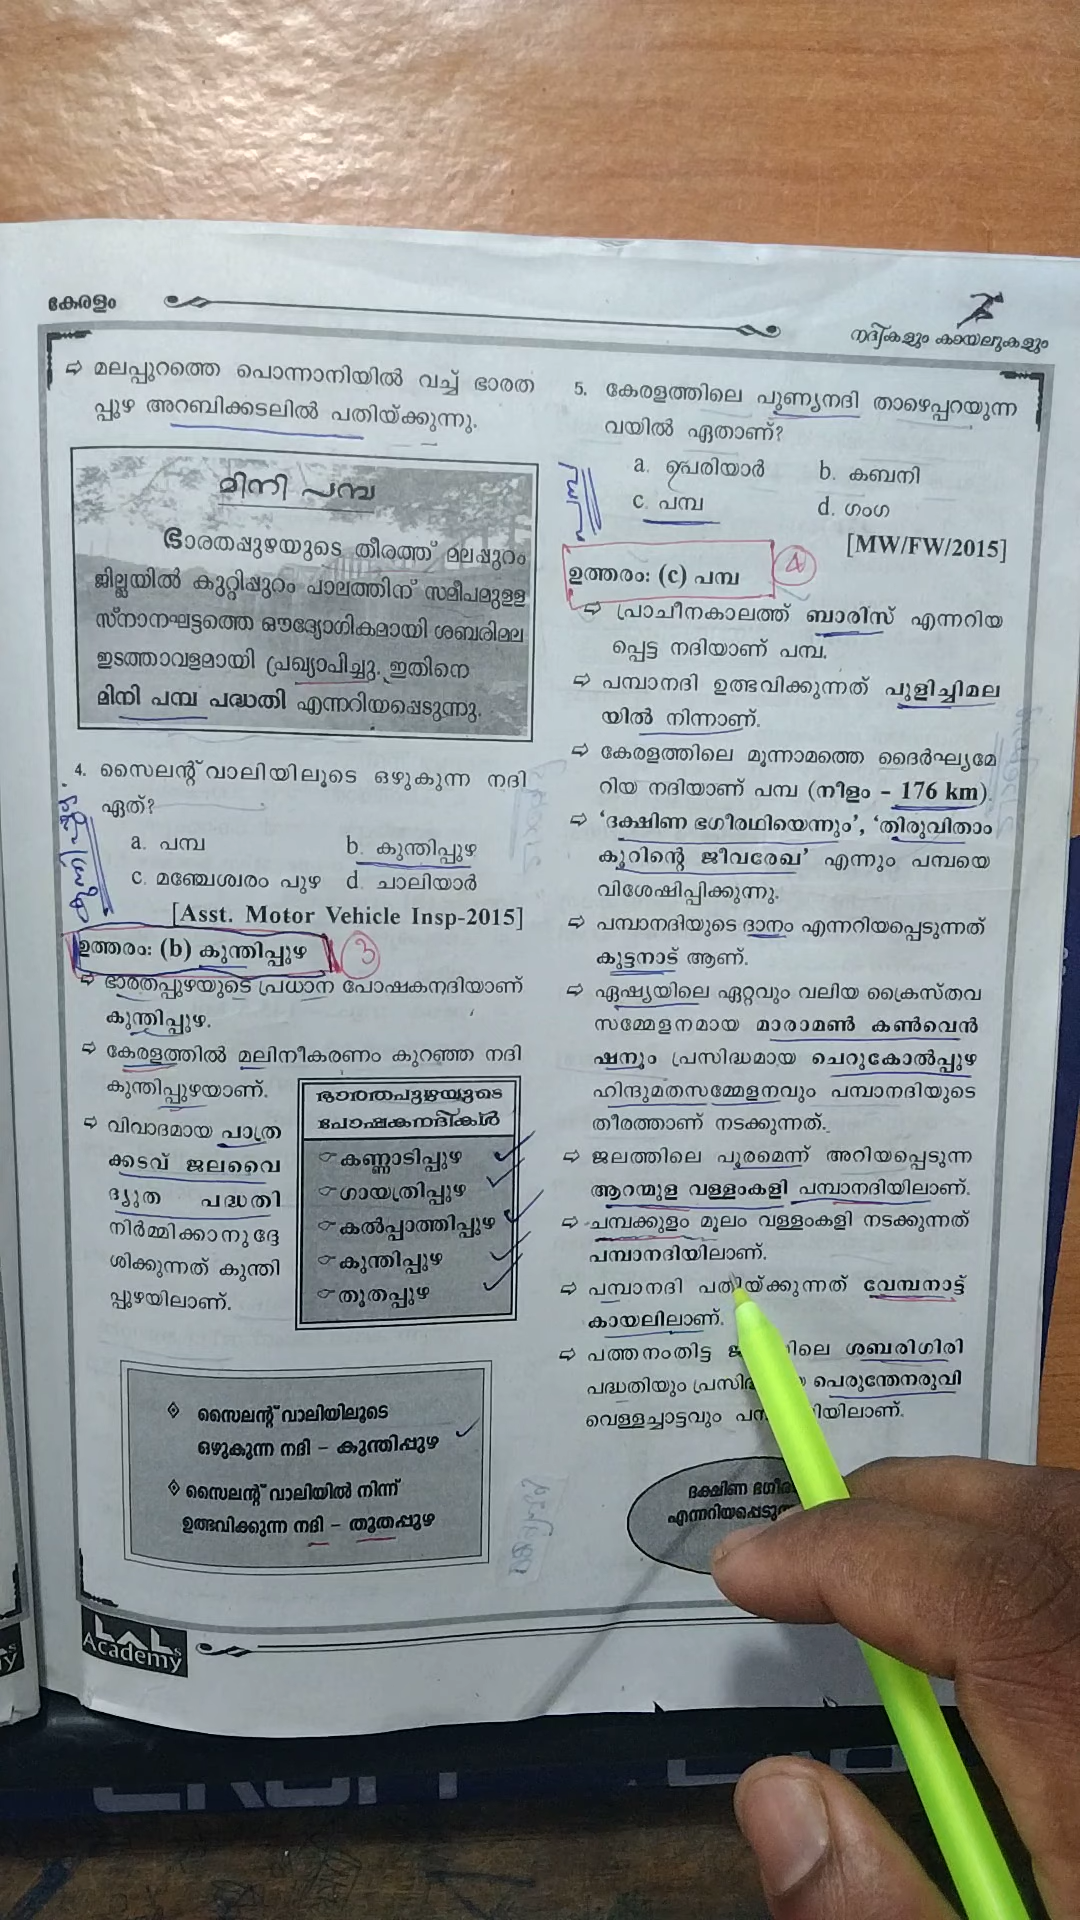 കേരളം
നദികളും കായലുകളും
⇨ മലപ്പുറത്തെ പൊന്നാനിയിൽ വച്ച് ഭാരത
പ്പുഴ അറബിക്കടലിൽ പതിയ്ക്കുന്നു.
മിനി പമ്പ
ഭാരതപ്പുഴയുടെ തീരത്ത് മലപ്പുറം
ജില്ലയിൽ കുറ്റിപ്പുറം പാലത്തിന് സമീപമുളള
സ്നാനഘട്ടത്തെ ഔദ്യോഗികമായി ശബരിമല
ഇടത്താവളമായി പ്രഖ്യാപിച്ചു. ഇതിനെ
മിനി പമ്പ പദ്ധതി എന്നറിയപ്പെടുന്നു.
4. സൈലന്റ് വാലിയിലൂടെ ഒഴുകുന്ന നദി
ഏത്?
a. പമ്പ b. കുന്തിപ്പുഴ
c. മഞ്ചേശ്വരം പുഴ d. ചാലിയാർ
[Asst. Motor Vehicle Insp-2015]
ഉത്തരം: (b) കുന്തിപ്പുഴ 3
⇨ ഭാരതപ്പുഴയുടെ പ്രധാന പോഷകനദിയാണ്
കുന്തിപ്പുഴ.
⇨ കേരളത്തിൽ മലിനീകരണം കുറഞ്ഞ നദി
കുന്തിപ്പുഴയാണ്.
⇨ വിവാദമായ പാത്ര
ക്കടവ് ജലവൈ
ദ്യുത പദ്ധതി
നിർമ്മിക്കാനുദ്ദേ
ശിക്കുന്നത് കുന്തി
പ്പുഴയിലാണ്.
ഭാരതപുഴയുടെ
പോഷകനദികൾ
കണ്ണാടിപ്പുഴ
ഗായത്രിപ്പുഴ
കൽപ്പാത്തിപ്പുഴ
കുന്തിപ്പുഴ
തൂതപ്പുഴ
സൈലന്റ് വാലിയിലൂടെ
ഒഴുകുന്ന നദി – കുന്തിപ്പുഴ
സൈലന്റ് വാലിയിൽ നിന്ന്
ഉത്ഭവിക്കുന്ന നദി – തൂതപ്പുഴ
LAL's
Academy
5. കേരളത്തിലെ പുണ്യനദി താഴെപ്പറയുന്ന
വയിൽ ഏതാണ്?
a. പെരിയാർ b. കബനി
c. പമ്പ d. ഗംഗ
[MW/FW/2015]
ഉത്തരം: (c) പമ്പ 4
⇨ പ്രാചീനകാലത്ത് ബാരിസ് എന്നറിയ
പ്പെട്ട നദിയാണ് പമ്പ.
⇨ പമ്പാനദി ഉത്ഭവിക്കുന്നത് പുളിച്ചിമല
യിൽ നിന്നാണ്.
⇨ കേരളത്തിലെ മൂന്നാമത്തെ ദൈർഘ്യമേ
റിയ നദിയാണ് പമ്പ (നീളം – 176 km)
⇨ 'ദക്ഷിണ ഭഗീരഥിയെന്നും', 'തിരുവിതാം
കൂറിന്റെ ജീവരേഖ' എന്നും പമ്പയെ
വിശേഷിപ്പിക്കുന്നു.
⇨ പമ്പാനദിയുടെ ദാനം എന്നറിയപ്പെടുന്നത്
കുട്ടനാട് ആണ്.
⇨ ഏഷ്യയിലെ ഏറ്റവും വലിയ ക്രൈസ്തവ
സമ്മേളനമായ മാരാമൺ കൺവെൻ
ഷനും പ്രസിദ്ധമായ ചെറുകോൽപ്പുഴ
ഹിന്ദുമതസമ്മേളനവും പമ്പാനദിയുടെ
തീരത്താണ് നടക്കുന്നത്.
⇨ ജലത്തിലെ പൂരമെന്ന് അറിയപ്പെടുന്ന
ആറന്മുള വള്ളംകളി പമ്പാനദിയിലാണ്.
⇨ ചമ്പക്കുളം മൂലം വള്ളംകളി നടക്കുന്നത്
പമ്പാനദിയിലാണ്.
⇨ പമ്പാനദി പതിയ്ക്കുന്നത് വേമ്പനാട്ട്
കായലിലാണ്.
⇨ പത്തനംതിട്ട ശബരിഗിരി
പദ്ധതിയും പെരുന്തേനരുവി
വെള്ളച്ചാട്ടവും
ദക്ഷിണ